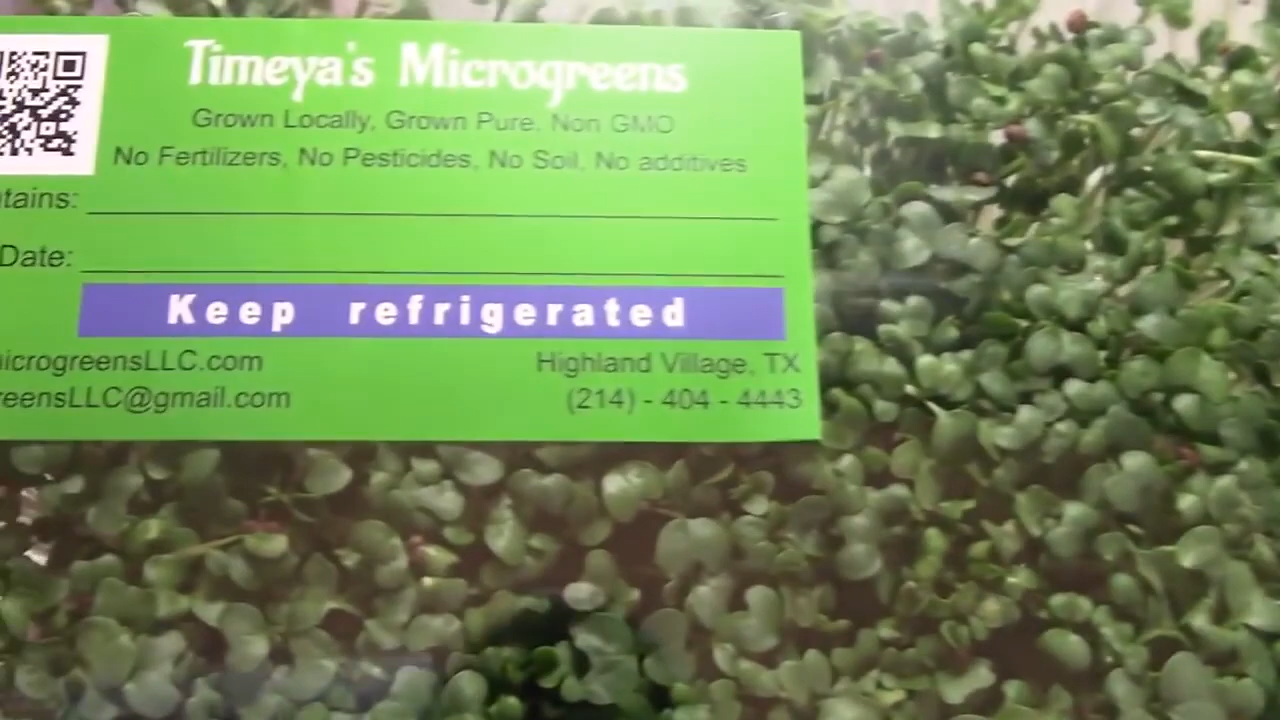 Timeya's Microgreens
Grown Locally, Grown Pure. Non GMO
No Fertilizers, No Pesticides, No Soil, No additives
tains:
Date:
Keep refrigerated
icrogreensLLC.com
Highland Village, TX
reensLLC@gmail.com
(214) - 404 - 4443